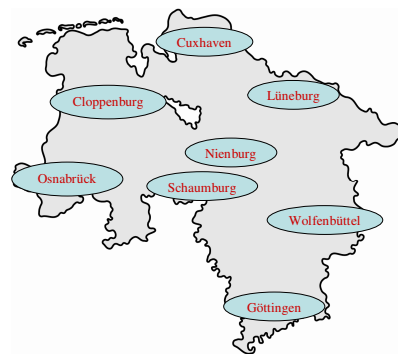 Cuxhaven
Lüneburg
Cloppenburg
Nienburg
Osnabrück
Schaumburg
Wolfenbüttel
Göttingen